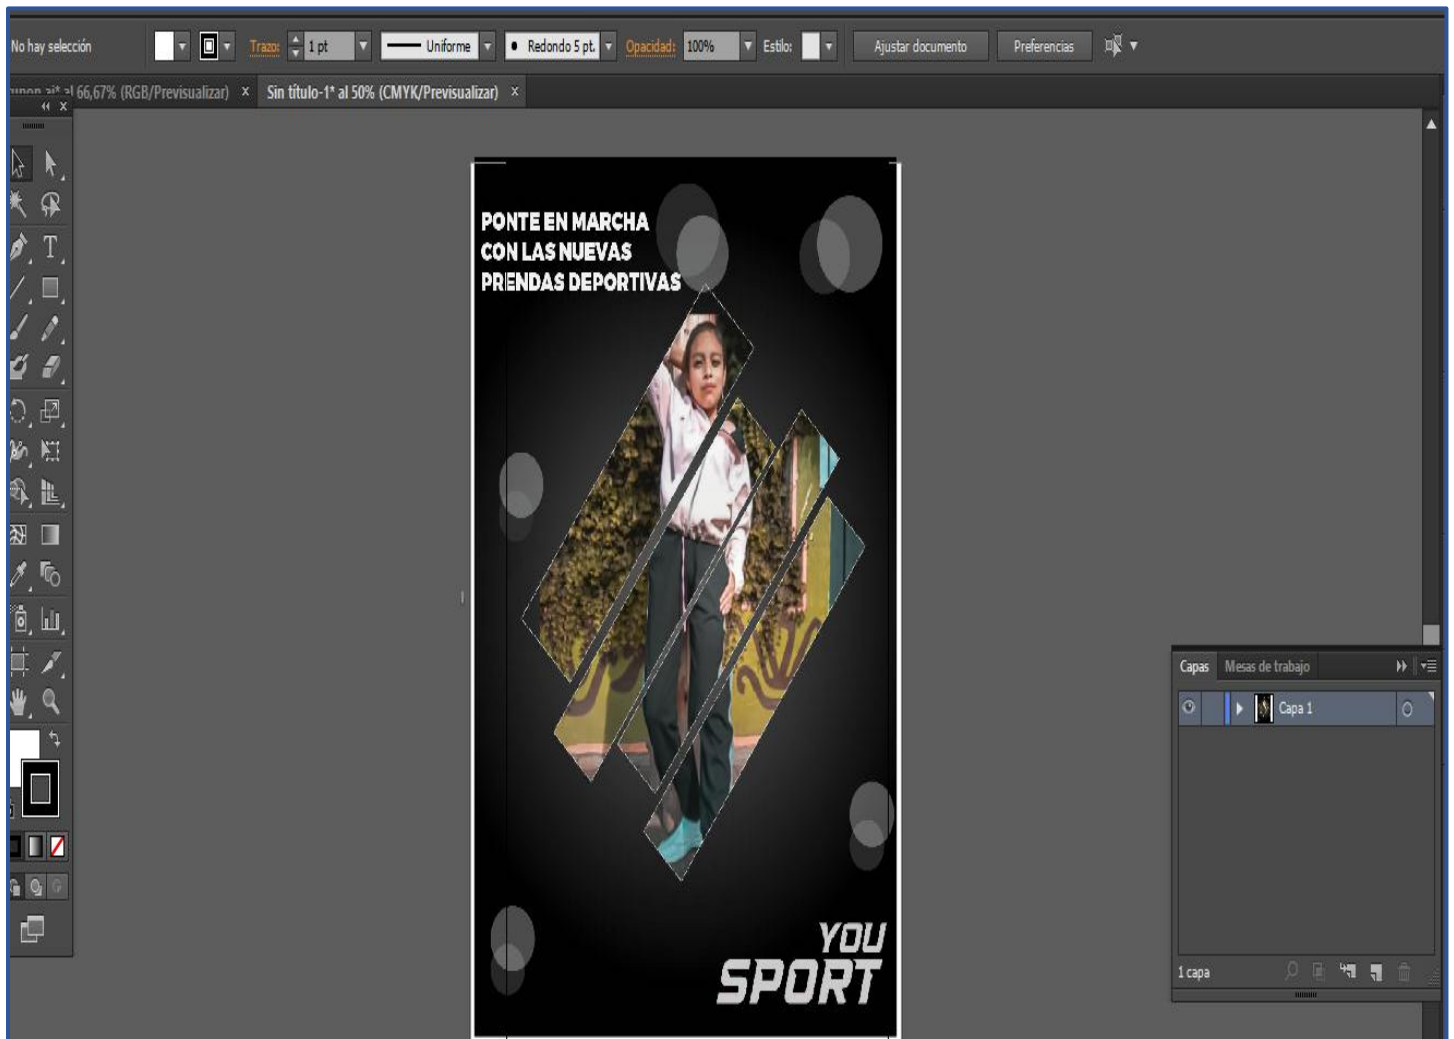 No hay selección
Trazo:
1 pt
Uniforme
Redondo 5 pt.
Opacidad:
100%
Estilo:
Ajustar documento
Preferencias
al 66,67% (RGB/Previsualizar) x
Sin título-1* al 50% (CMYK/Previsualizar) x
PONTE EN MARCHA
CON LAS NUEVAS
PRENDAS DEPORTIVAS
YOU
SPORT
Capas
Mesas de trabajo
Capa 1
1 capa